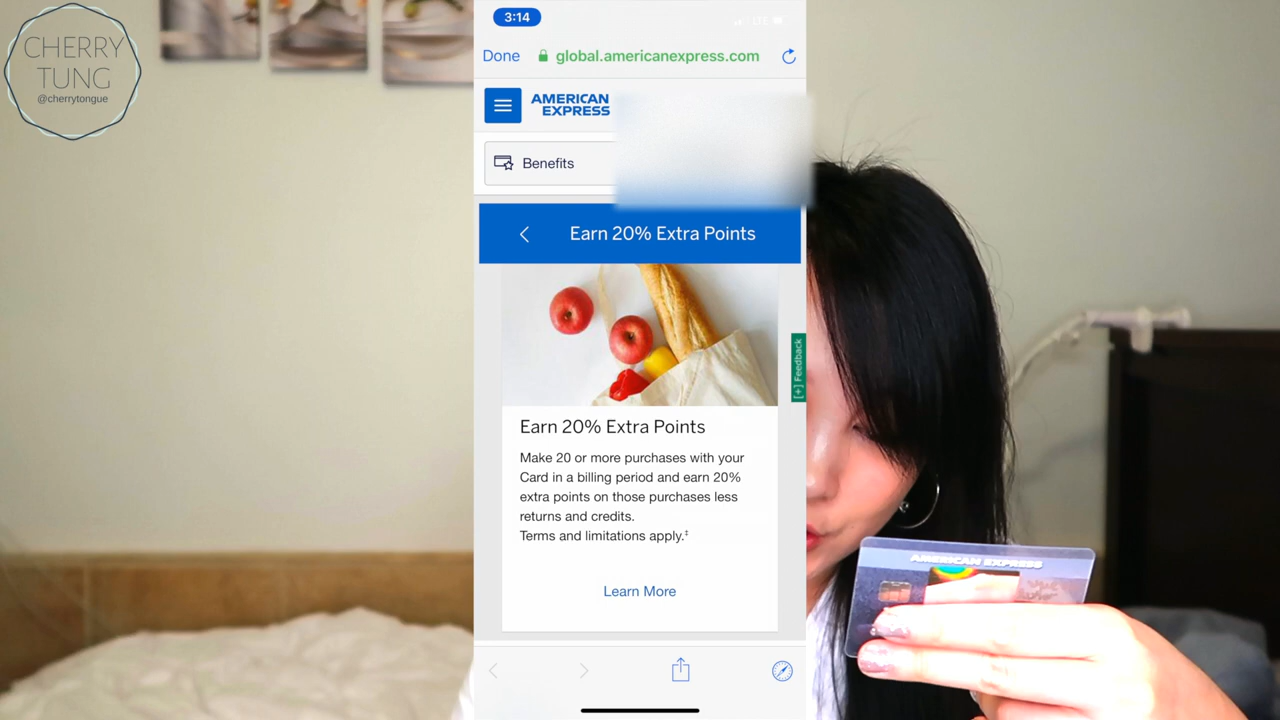 CHERRY
TUNG
@cherrytongue
3:14
LTE
Done
global.americanexpress.com
AMERICAN
EXPRESS
Benefits
Earn 20% Extra Points
[+] Feedback
Earn 20% Extra Points
Make 20 or more purchases with your
Card in a billing period and earn 20%
extra points on those purchases less
returns and credits.
Terms and limitations apply.‡
Learn More
AMERICAN EXPRESS